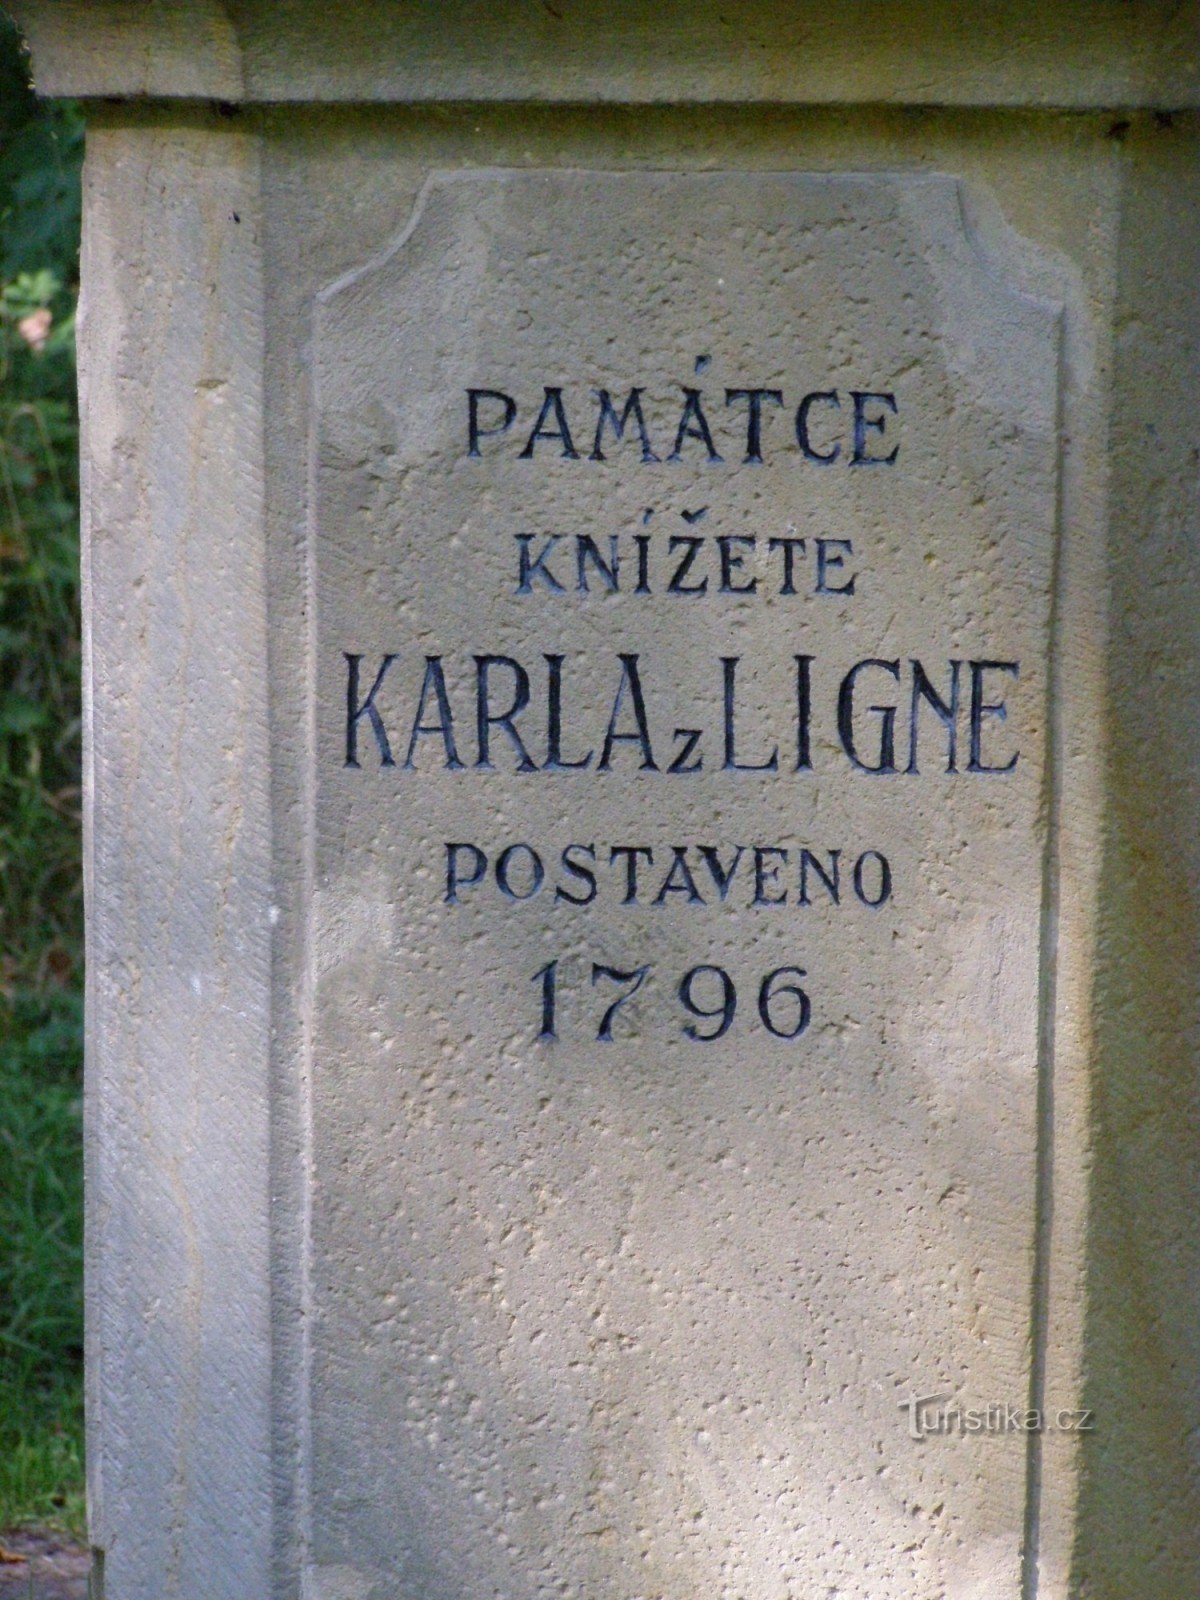 PAMÁTCE
KNÍŽETE
KARLA z LIGNE
POSTAVENO
1796
Turistika.cz